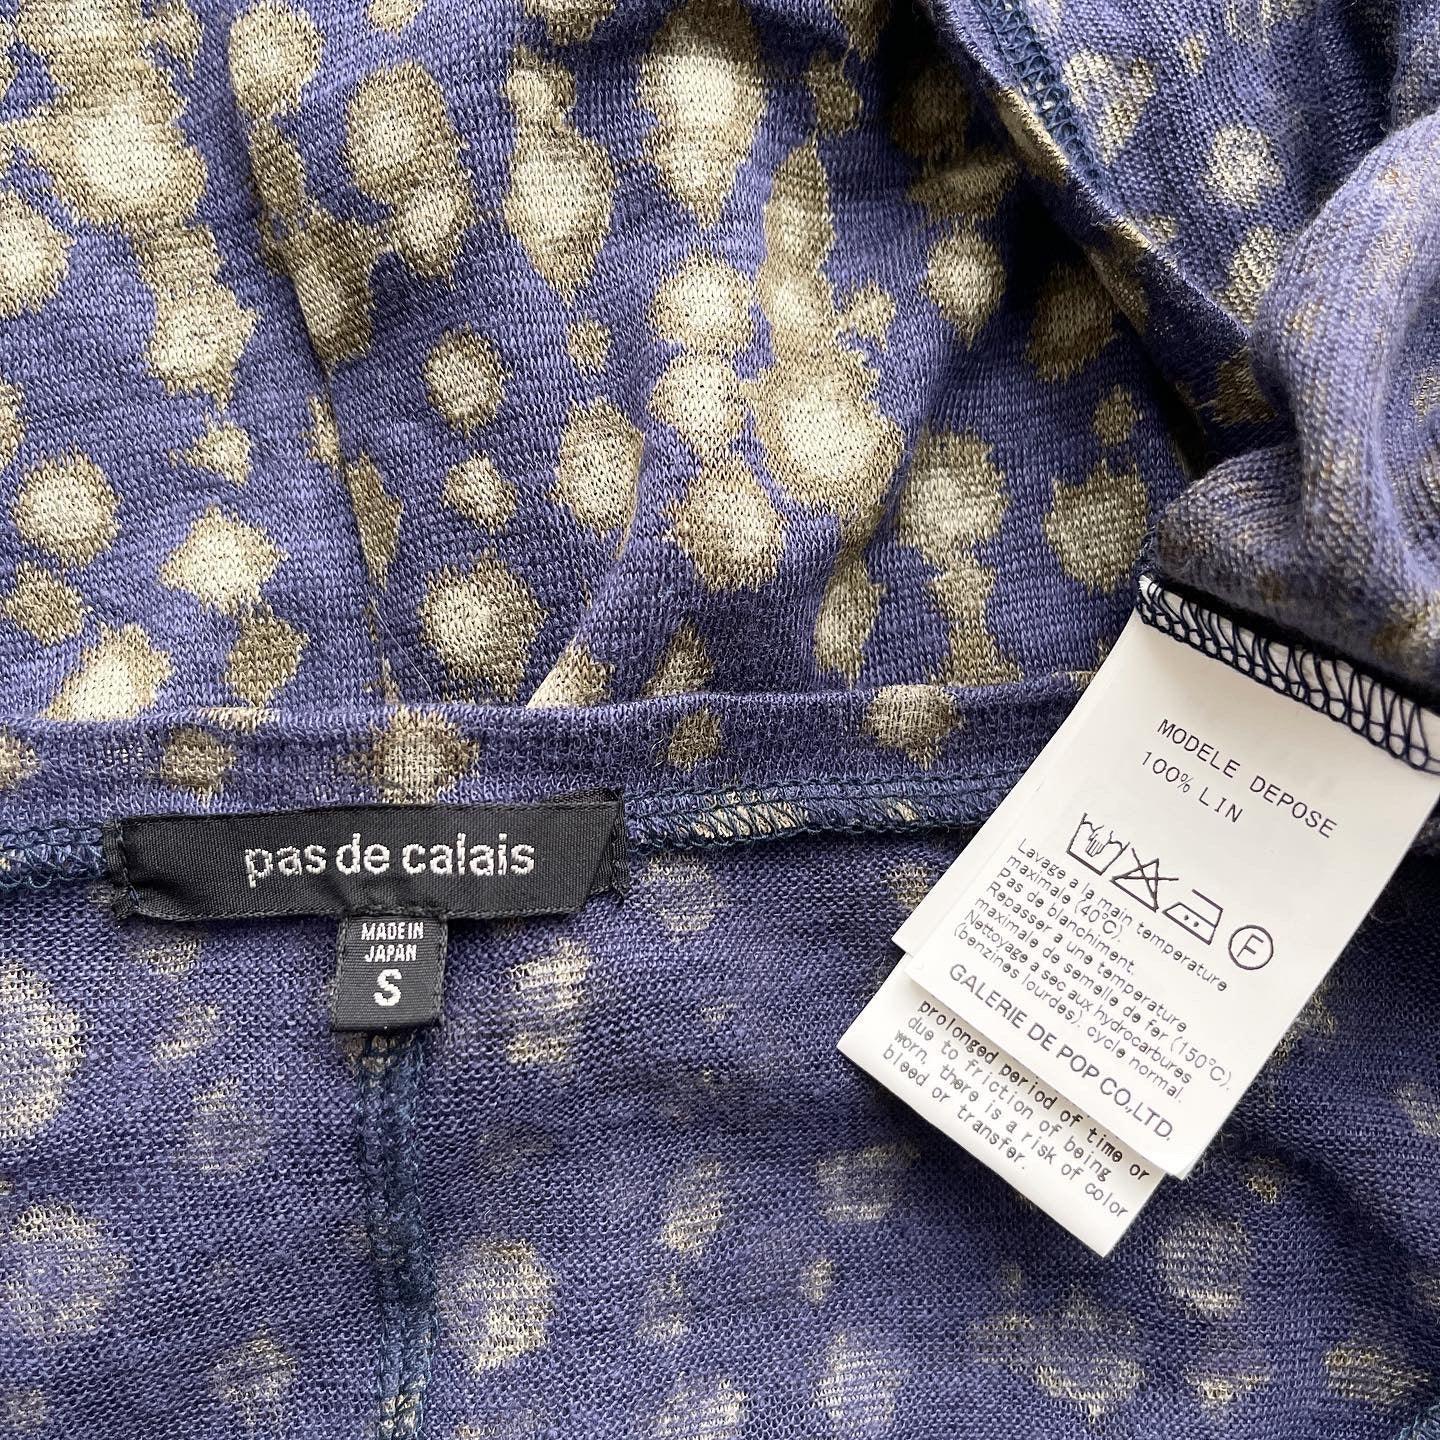 pas de calais
MADE IN
JAPAN
S
MODELE DEPOSE
100% LIN
F
Lavage a la main temperature
maximale (40°C).
Pas de blanchiment.
Repasser a une temperature
maximale de semelle de fer (150°C).
Nettoyage a sec aux hydrocarbures
(benzines lourdes). cycle normal.
GALERIE DE POP CO.,LTD.
prolonged period of time or
due to friction of being
worn, there is a risk of color
bleed or transfer.